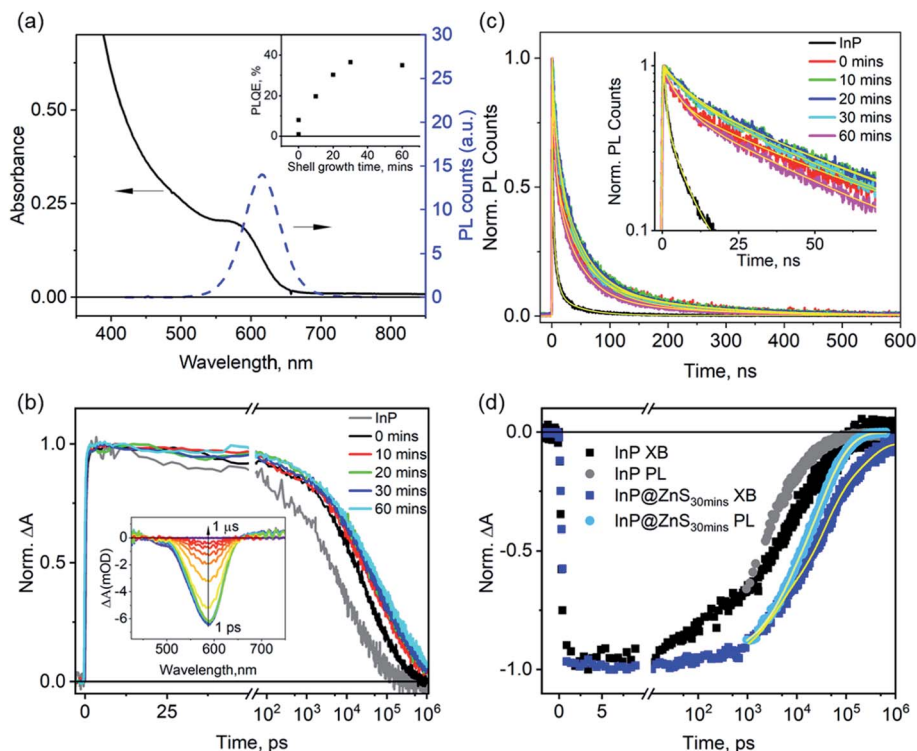 (a)
30
PLQE, %
40
20
0
0 20 40 60
Shell growth time, mins
Absorbance
0.50
0.25
0.00
25
20
15
10
5
0
PL counts (a.u.)
400 500 600 700 800
Wavelength, nm
(c)
1.0
0.5
0.0
Norm. PL Counts
InP
0 mins
10 mins
20 mins
30 mins
60 mins
1
0.1
Norm. PL Counts
0 25 50
Time, ns
0 100 200 300 400 500 600
Time, ns
(b)
1.0
0.5
0.0
Norm. ΔA
InP
0 mins
10 mins
20 mins
30 mins
60 mins
0
-2
-4
-6
ΔA(mOD)
1 μs
1 ps
500 600 700
Wavelength,nm
0 25 10² 10³ 10⁴ 10⁵ 10⁶
Time, ps
(d)
0.0
-0.5
-1.0
Norm. ΔA
InP XB
InP PL
InP@ZnS30mins XB
InP@ZnS30mins PL
0 5 10² 10³ 10⁴ 10⁵ 10⁶
Time, ps